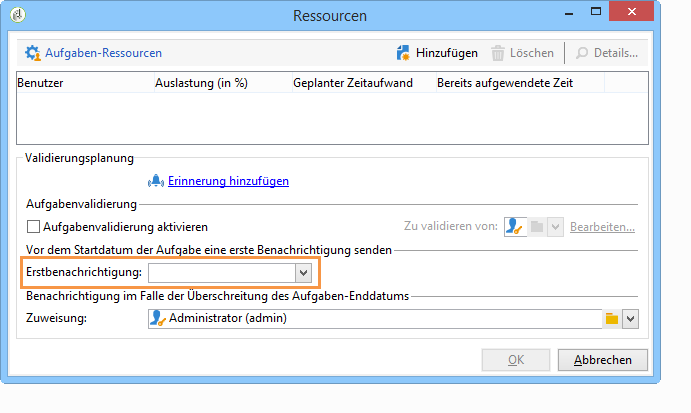 Ressourcen
Aufgaben-Ressourcen Hinzufügen Löschen Details...
Benutzer Auslastung (in %) Geplanter Zeitaufwand Bereits aufgewendete Zeit
Validierungsplanung
Erinnerung hinzufügen
Aufgabenvalidierung
Aufgabenvalidierung aktivieren Zu validieren von: Bearbeiten...
Vor dem Startdatum der Aufgabe eine erste Benachrichtigung senden
Erstbenachrichtigung:
Benachrichtigung im Falle der Überschreitung des Aufgaben-Enddatums
Zuweisung: Administrator (admin)
OK Abbrechen